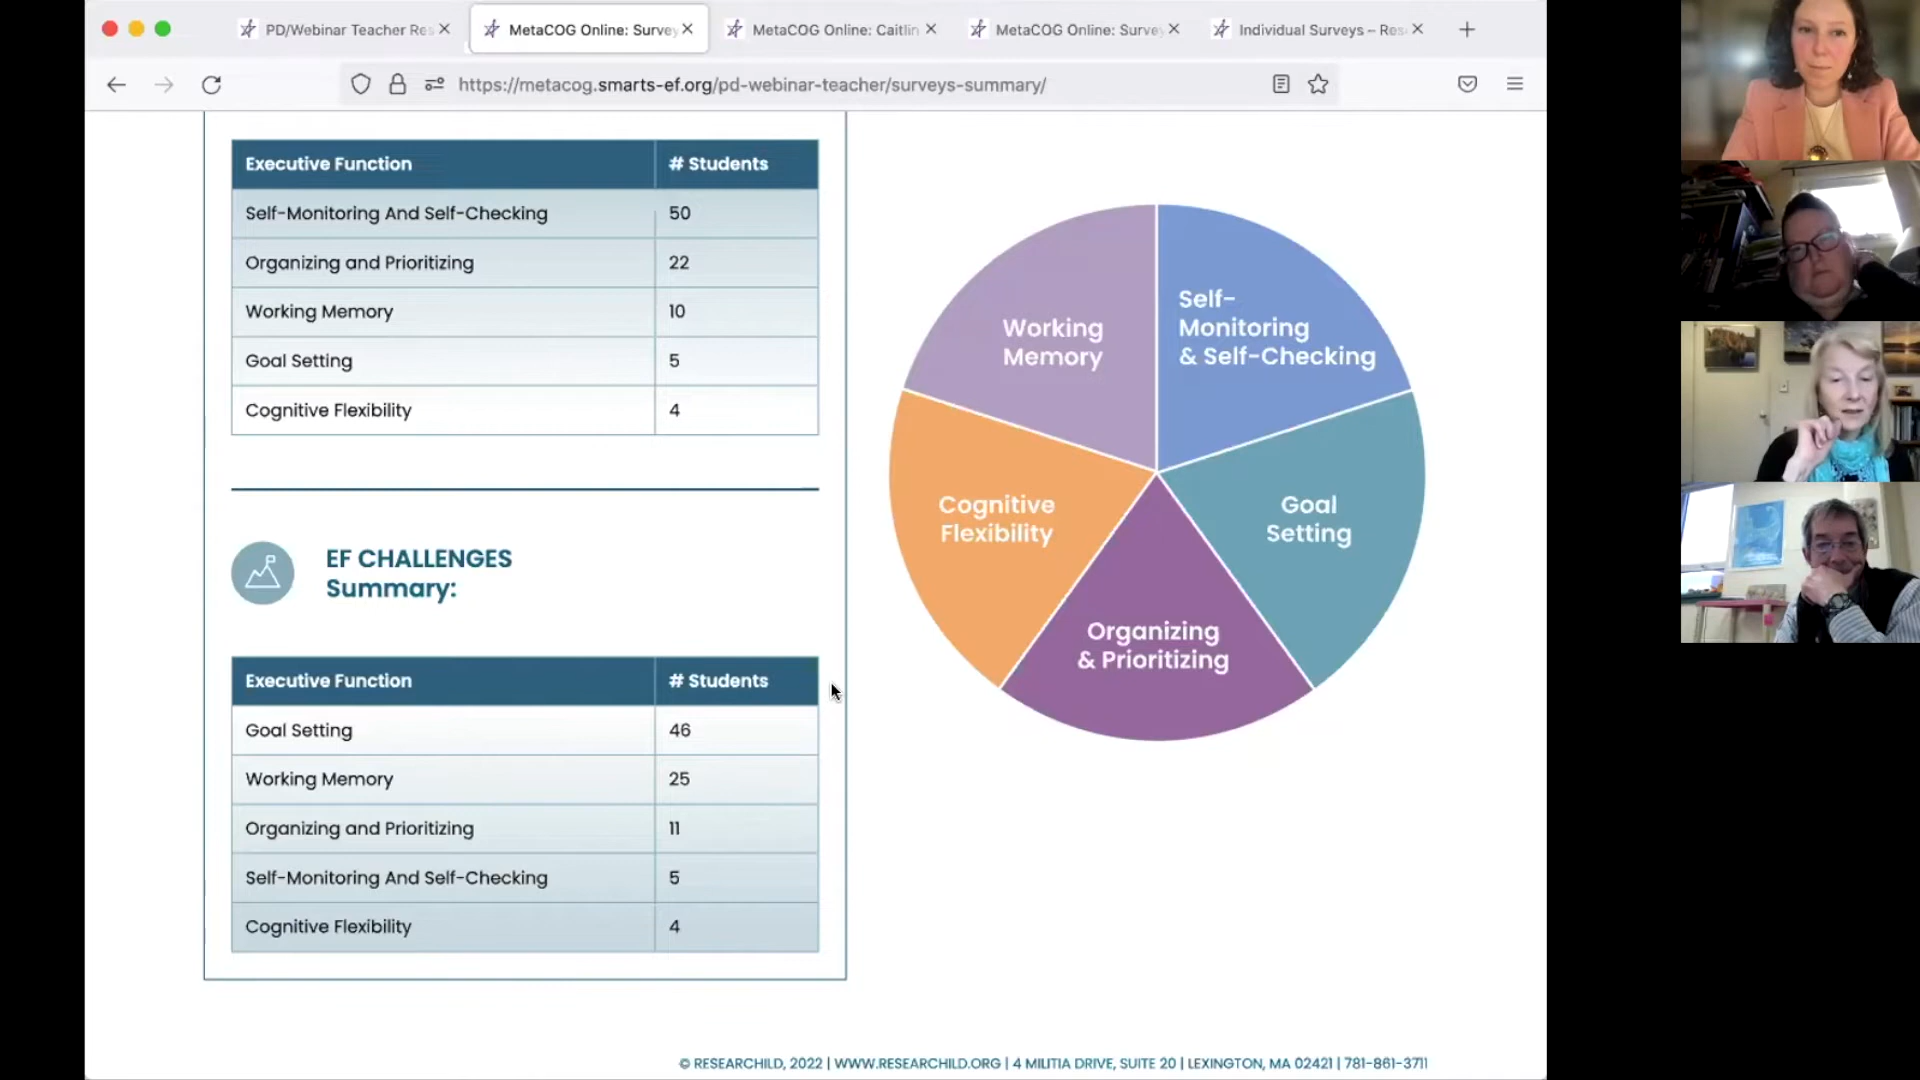 PD/Webinar Teacher Res
MetaCOG Online: Survey
MetaCOG Online: Caitlin
MetaCOG Online: Surve
Individual Surveys – Res
https://metacog.smarts-ef.org/pd-webinar-teacher/surveys-summary/
Executive Function # Students
Self-Monitoring And Self-Checking 50
Organizing and Prioritizing 22
Working Memory 10
Goal Setting 5
Cognitive Flexibility 4
EF CHALLENGES
Summary:
Executive Function # Students
Goal Setting 46
Working Memory 25
Organizing and Prioritizing 11
Self-Monitoring And Self-Checking 5
Cognitive Flexibility 4
Working
Memory
Self-
Monitoring
& Self-Checking
Cognitive
Flexibility
Goal
Setting
Organizing
& Prioritizing
© RESEARCHILD, 2022 | WWW.RESEARCHILD.ORG | 4 MILITIA DRIVE, SUITE 20 | LEXINGTON, MA 02421 | 781-861-3711